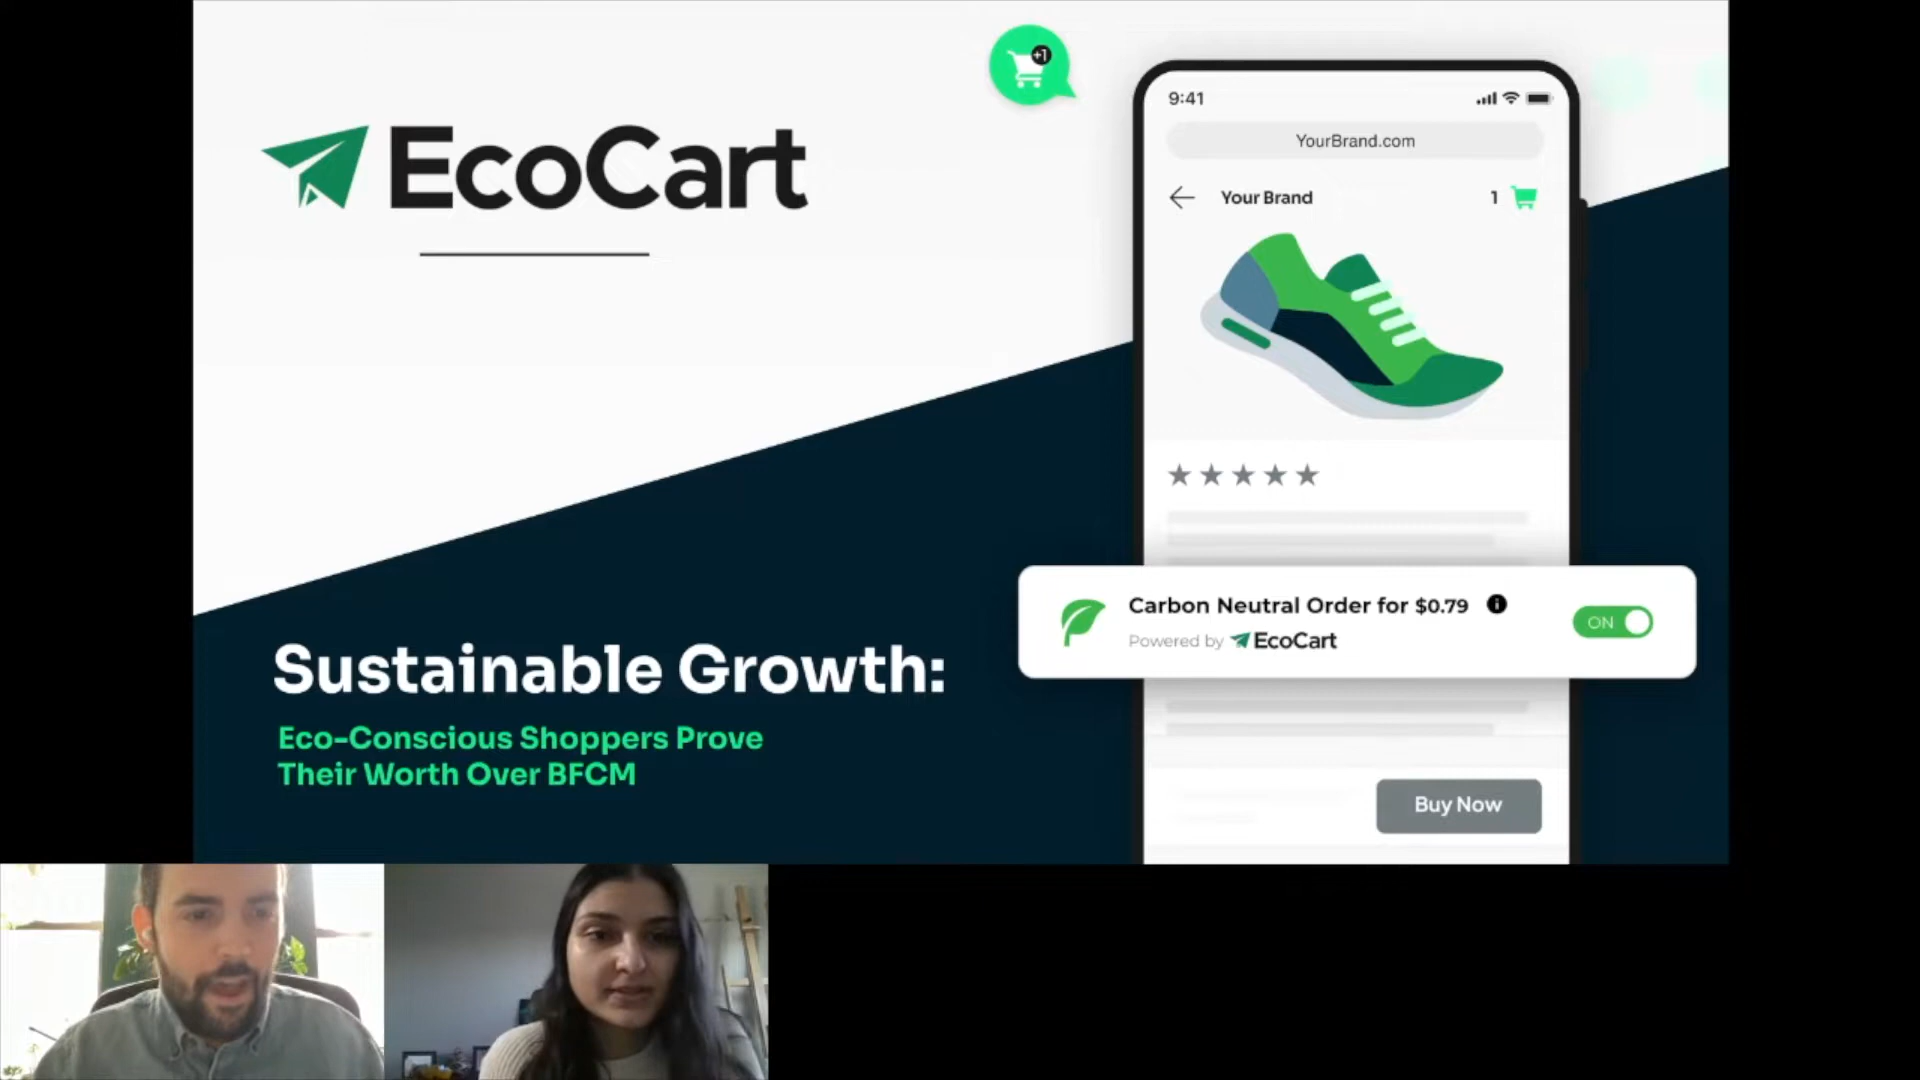 EcoCart
+1
9:41
YourBrand.com
Your Brand
1
Carbon Neutral Order for $0.79
Powered by EcoCart
ON
Sustainable Growth:
Eco-Conscious Shoppers Prove
Their Worth Over BFCM
Buy Now